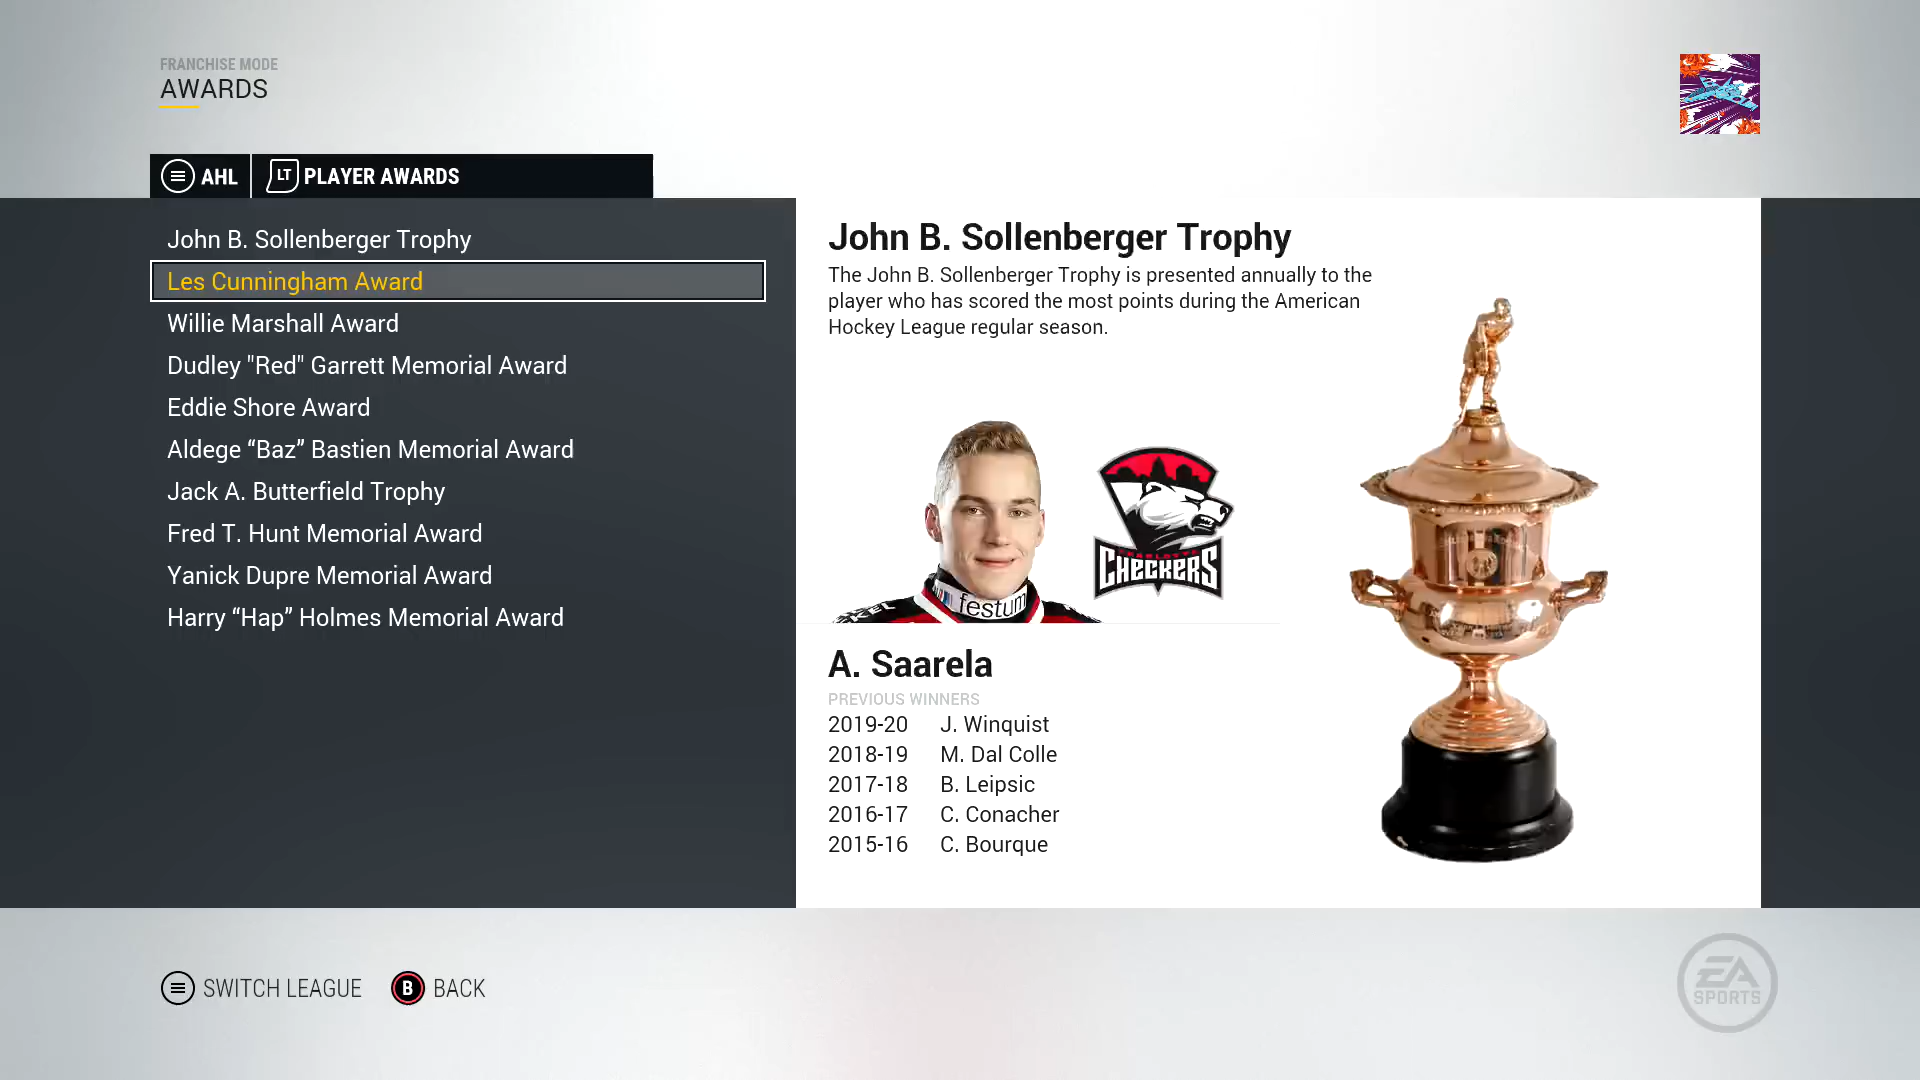 FRANCHISE MODE
AWARDS
AHL
LT PLAYER AWARDS
John B. Sollenberger Trophy
Les Cunningham Award
Willie Marshall Award
Dudley "Red" Garrett Memorial Award
Eddie Shore Award
Aldege “Baz” Bastien Memorial Award
Jack A. Butterfield Trophy
Fred T. Hunt Memorial Award
Yanick Dupre Memorial Award
Harry “Hap” Holmes Memorial Award
John B. Sollenberger Trophy
The John B. Sollenberger Trophy is presented annually to the
player who has scored the most points during the American
Hockey League regular season.
CHARLOTTE
CHECKERS
festum
A. Saarela
PREVIOUS WINNERS
2019-20 J. Winquist
2018-19 M. Dal Colle
2017-18 B. Leipsic
2016-17 C. Conacher
2015-16 C. Bourque
SWITCH LEAGUE
B BACK
EA
SPORTS